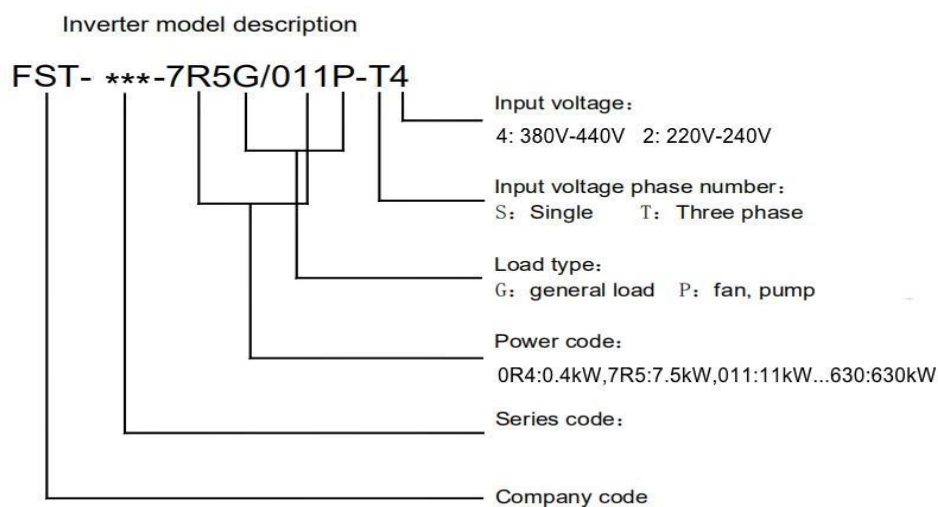 Inverter model description
FST- ***-7R5G/011P-T4
Input voltage：
4: 380V-440V 2: 220V-240V
Input voltage phase number：
S：Single T：Three phase
Load type：
G：general load P：fan, pump
Power code：
0R4:0.4kW,7R5:7.5kW,011:11kW...630:630kW
Series code：
Company code